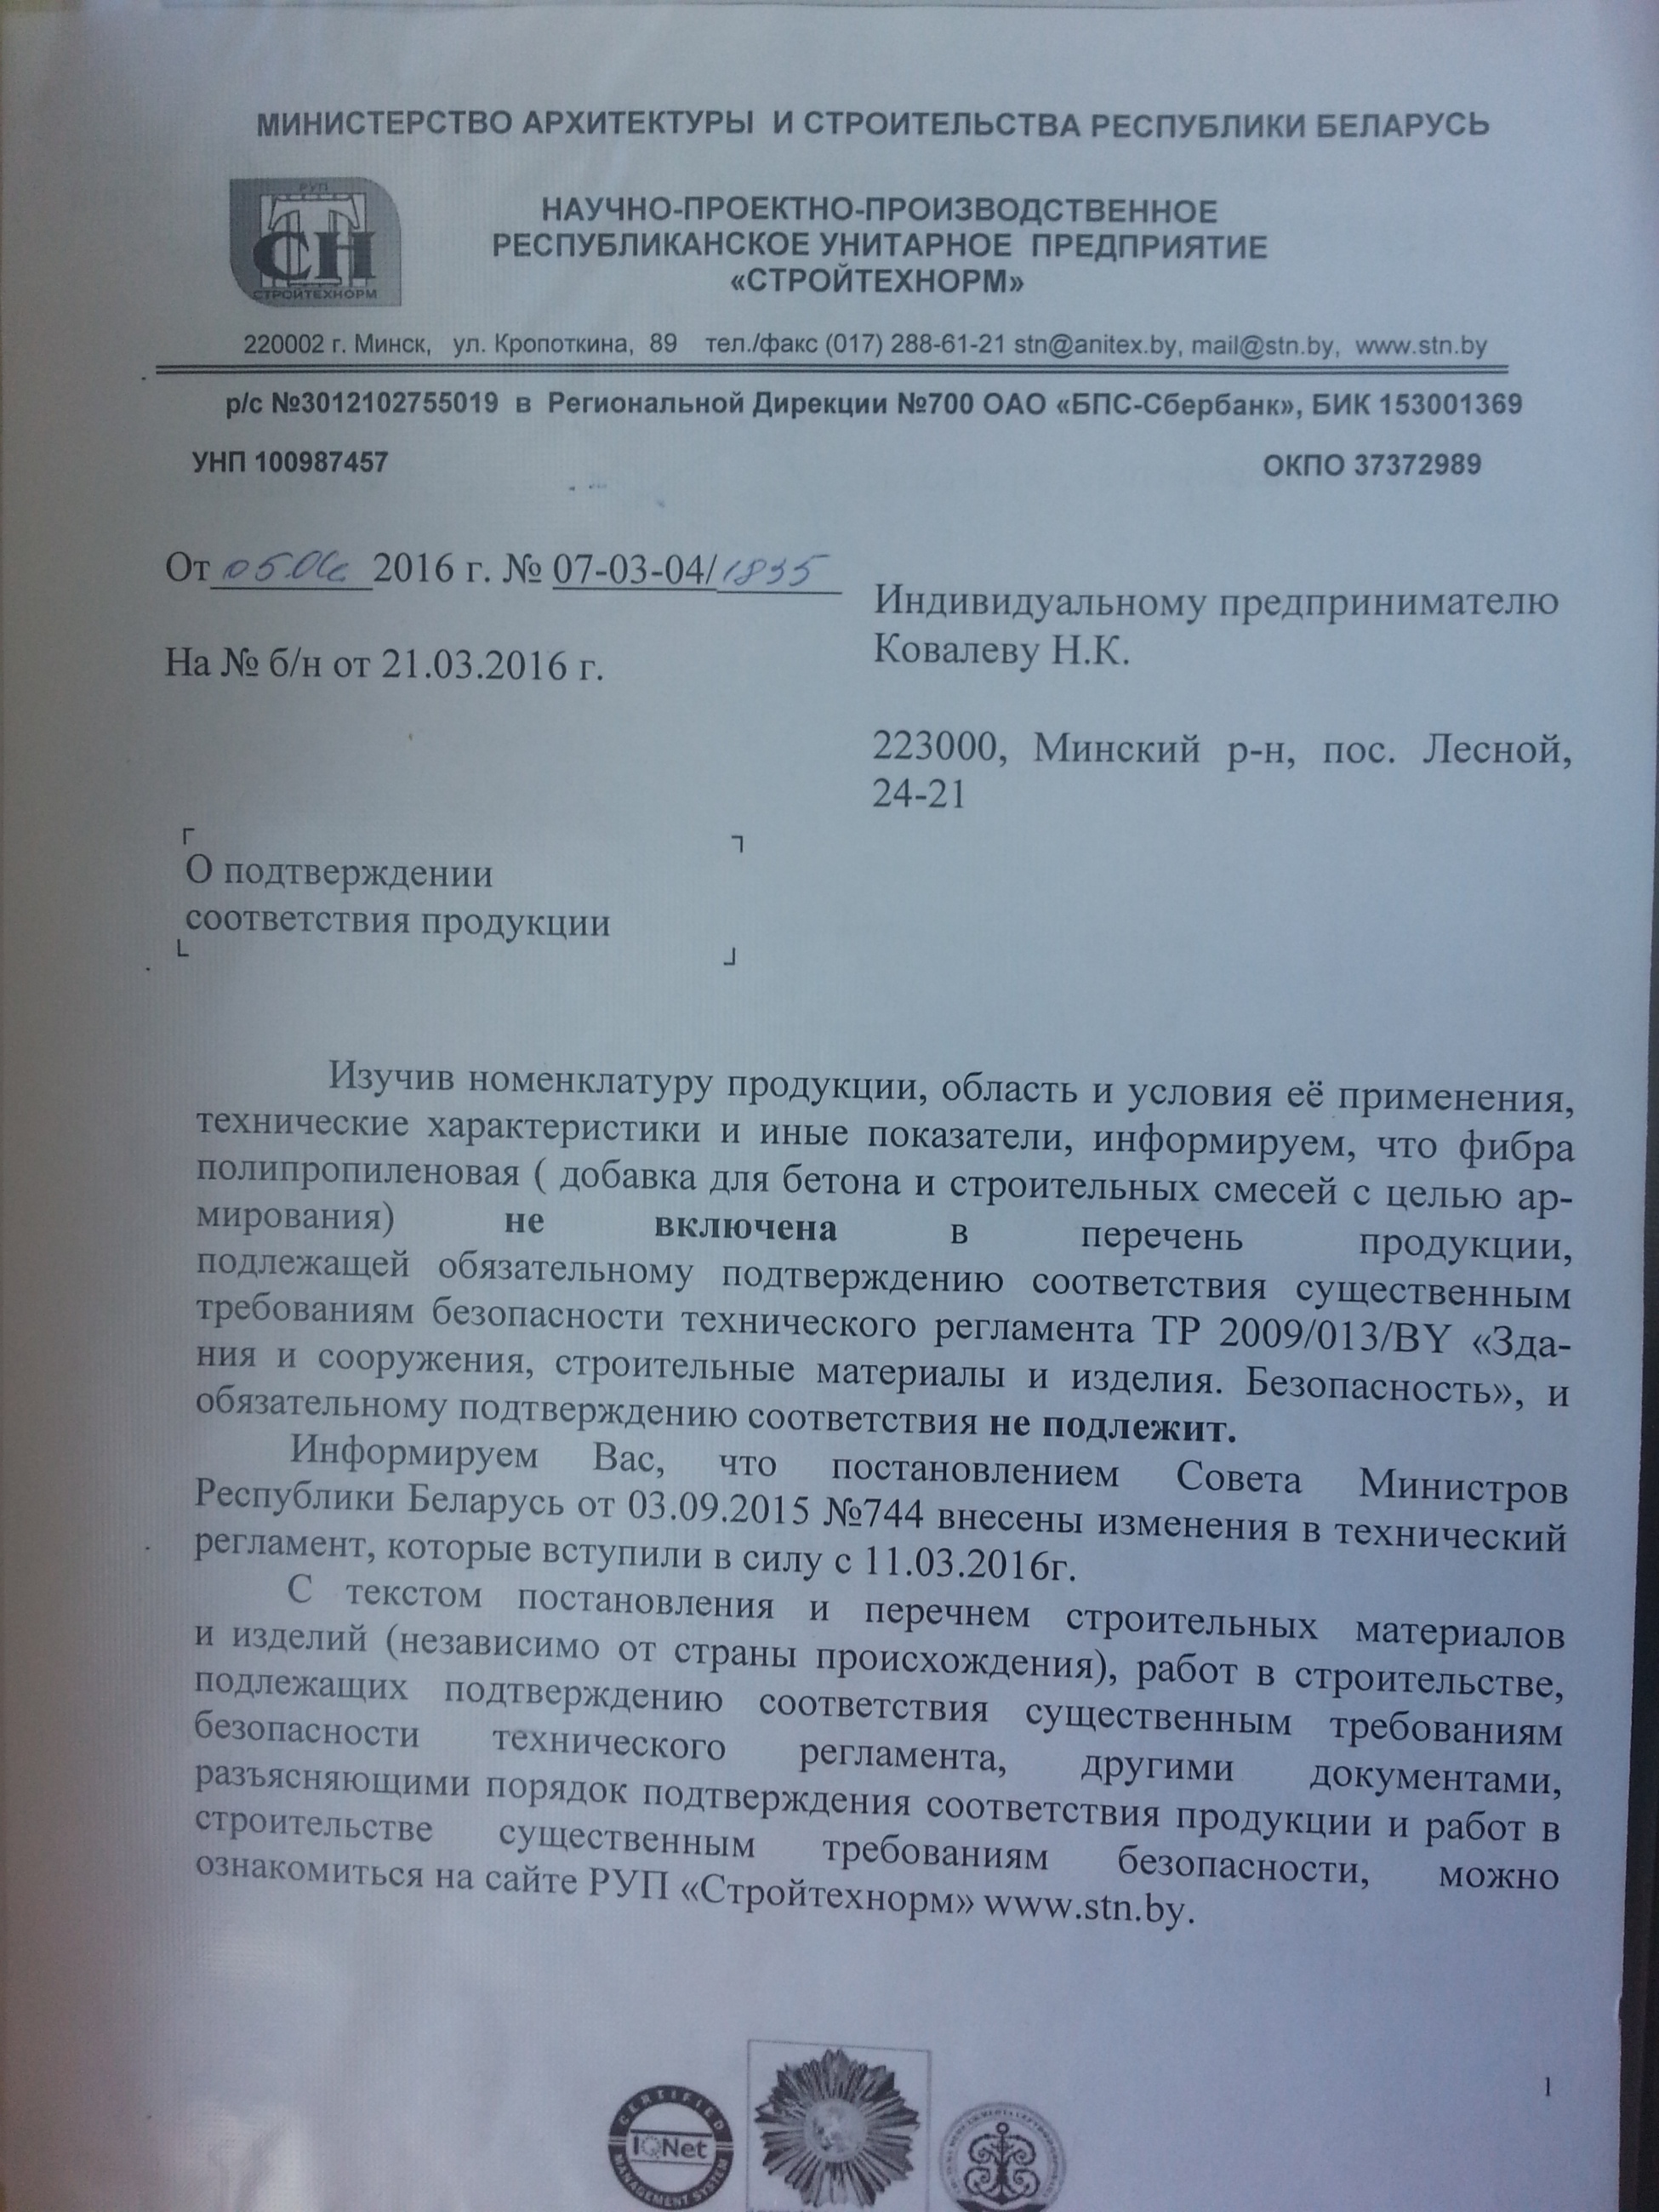 МИНИСТЕРСТВО АРХИТЕКТУРЫ И СТРОИТЕЛЬСТВА РЕСПУБЛИКИ БЕЛАРУСЬ
РУП
СТН
СТРОЙТЕХНОРМ
НАУЧНО-ПРОЕКТНО-ПРОИЗВОДСТВЕННОЕ
РЕСПУБЛИКАНСКОЕ УНИТАРНОЕ ПРЕДПРИЯТИЕ
«СТРОЙТЕХНОРМ»
220002 г. Минск, ул. Кропоткина, 89 тел./факс (017) 288-61-21 stn@anitex.by, mail@stn.by, www.stn.by
р/с №3012102755019 в Региональной Дирекции №700 ОАО «БПС-Сбербанк», БИК 153001369
УНП 100987457 ОКПО 37372989
От 2016 г. № 07-03-04/1835
На № б/н от 21.03.2016 г.
Индивидуальному предпринимателю
Ковалеву Н.К.
223000, Минский р-н, пос. Лесной,
24-21
О подтверждении
соответствия продукции
Изучив номенклатуру продукции, область и условия её применения,
технические характеристики и иные показатели, информируем, что фибра
полипропиленовая ( добавка для бетона и строительных смесей с целью ар-
мирования) не включена в перечень продукции,
подлежащей обязательному подтверждению соответствия существенным
требованиям безопасности технического регламента ТР 2009/013/BY «Зда-
ния и сооружения, строительные материалы и изделия. Безопасность», и
обязательному подтверждению соответствия не подлежит.
Информируем Вас, что постановлением Совета Министров
Республики Беларусь от 03.09.2015 №744 внесены изменения в технический
регламент, которые вступили в силу с 11.03.2016г.
С текстом постановления и перечнем строительных материалов
и изделий (независимо от страны происхождения), работ в строительстве,
подлежащих подтверждению соответствия существенным требованиям
безопасности технического регламента, другими документами,
разъясняющими порядок подтверждения соответствия продукции и работ в
строительстве существенным требованиям безопасности, можно
ознакомиться на сайте РУП «Стройтехнорм» www.stn.by.
1
CERTIFIED
IQNet
MANAGEMENT SYSTEM